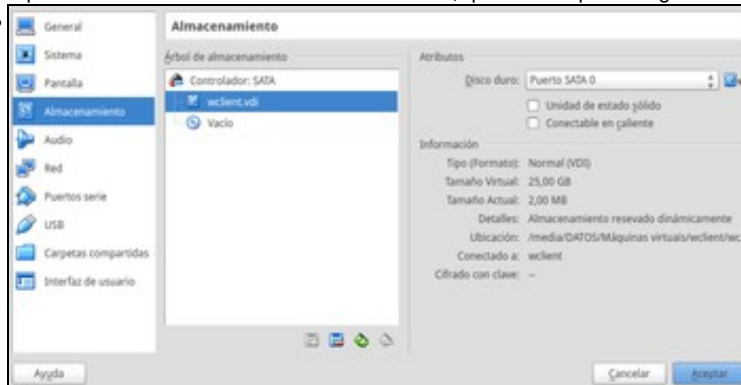 General
Sistema
Pantalla
Almacenamiento
Audio
Red
Puertos serie
USB
Carpetas compartidas
Interfaz de usuario
Almacenamiento
Árbol de almacenamiento
Controlador: SATA
wclient.vdi
Vacío
Atributos
Disco duro: Puerto SATA 0
Unidad de estado sólido
Conectable en caliente
Información
Tipo (Formato): Normal (VDI)
Tamaño Virtual: 25,00 GB
Tamaño Actual: 2,00 MB
Detalles: Almacenamiento resevado dinámicamente
Ubicación: /media/DATOS/Máquinas virtuais/wclient/wc
Conectado a: wclient
Cifrado con clave: --
Ayuda
Cancelar
Aceptar